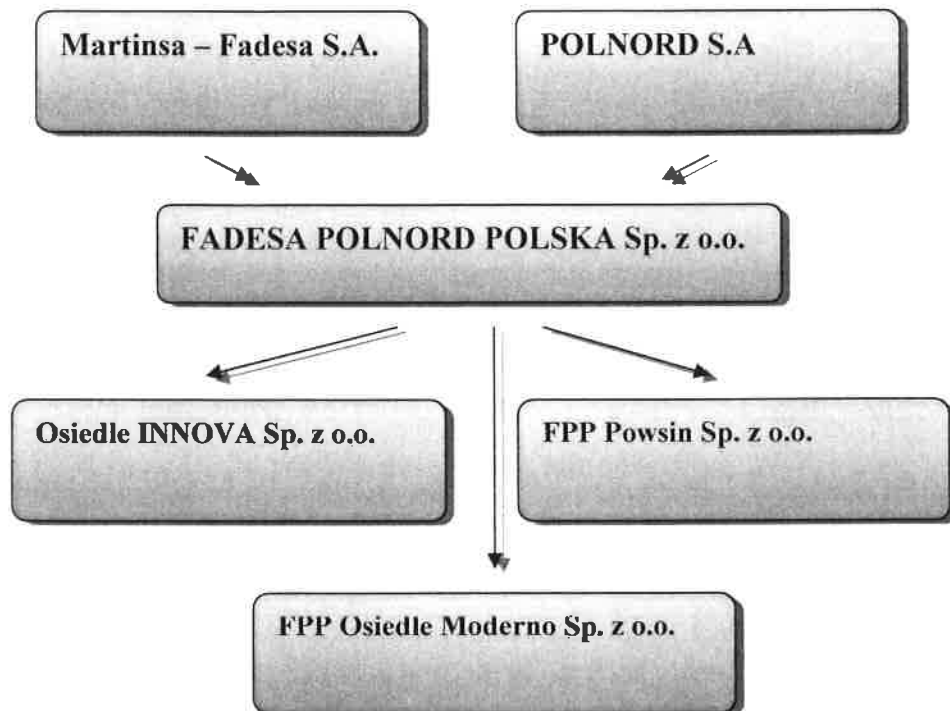 Martinsa – Fadesa S.A.
POLNORD S.A
FADESA POLNORD POLSKA Sp. z o.o.
Osiedle INNOVA Sp. z o.o.
FPP Powsin Sp. z o.o.
FPP Osiedle Moderno Sp. z o.o.